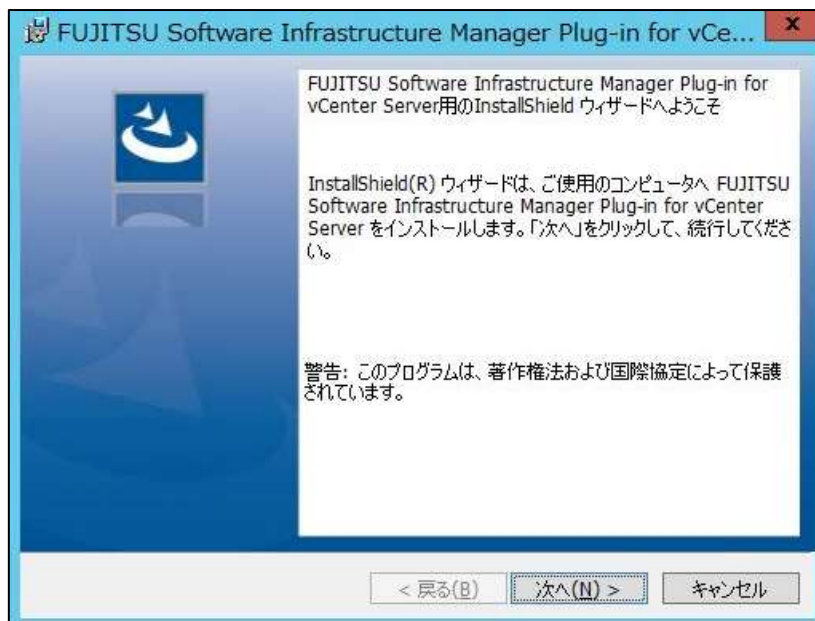 FUJITSU Software Infrastructure Manager Plug-in for vCe...
x
FUJITSU Software Infrastructure Manager Plug-in for
vCenter Server用のInstallShield ウィザードへようこそ
InstallShield(R) ウィザードは、ご使用のコンピュータへ FUJITSU
Software Infrastructure Manager Plug-in for vCenter
Server をインストールします。「次へ」をクリックして、続行してくださ
い。
警告: このプログラムは、著作権法および国際協定によって保護
されています。
< 戻る(B)
次へ(N) >
キャンセル